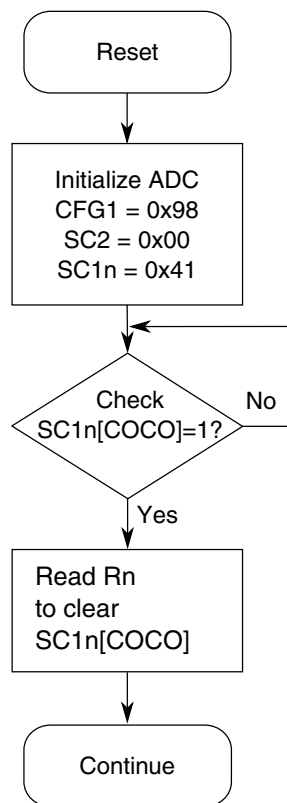 Reset
Initialize ADC
CFG1 = 0x98
SC2 = 0x00
SC1n = 0x41
Check
SC1n[COCO]=1?
No
Yes
Read Rn
to clear
SC1n[COCO]
Continue